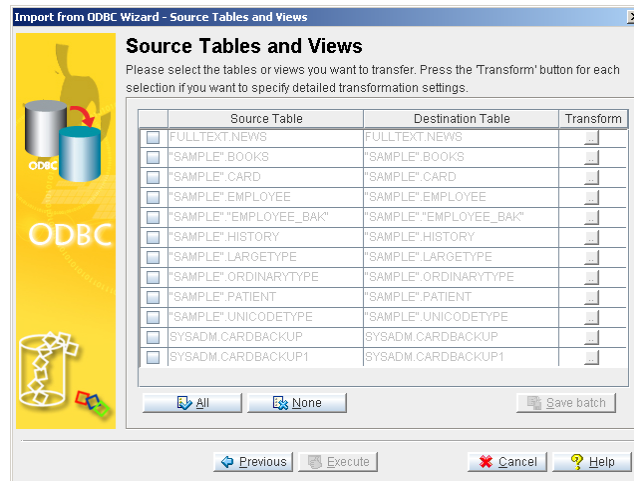 Import from ODBC Wizard - Source Tables and Views
Source Tables and Views
Please select the tables or views you want to transfer. Press the 'Transform' button for each
selection if you want to specify detailed transformation settings.
Source Table Destination Table Transform
FULLTEXT.NEWS FULLTEXT.NEWS ...
"SAMPLE".BOOKS "SAMPLE".BOOKS ...
"SAMPLE".CARD "SAMPLE".CARD ...
"SAMPLE".EMPLOYEE "SAMPLE".EMPLOYEE ...
"SAMPLE"."EMPLOYEE_BAK" "SAMPLE"."EMPLOYEE_BAK" ...
"SAMPLE".HISTORY "SAMPLE".HISTORY ...
"SAMPLE".LARGETYPE "SAMPLE".LARGETYPE ...
"SAMPLE".ORDINARYTYPE "SAMPLE".ORDINARYTYPE ...
"SAMPLE".PATIENT "SAMPLE".PATIENT ...
"SAMPLE".UNICODETYPE "SAMPLE".UNICODETYPE ...
SYSADM.CARDBACKUP SYSADM.CARDBACKUP ...
SYSADM.CARDBACKUP1 SYSADM.CARDBACKUP1 ...
ODBC
ODBC
All None Save batch
Previous Execute Cancel Help